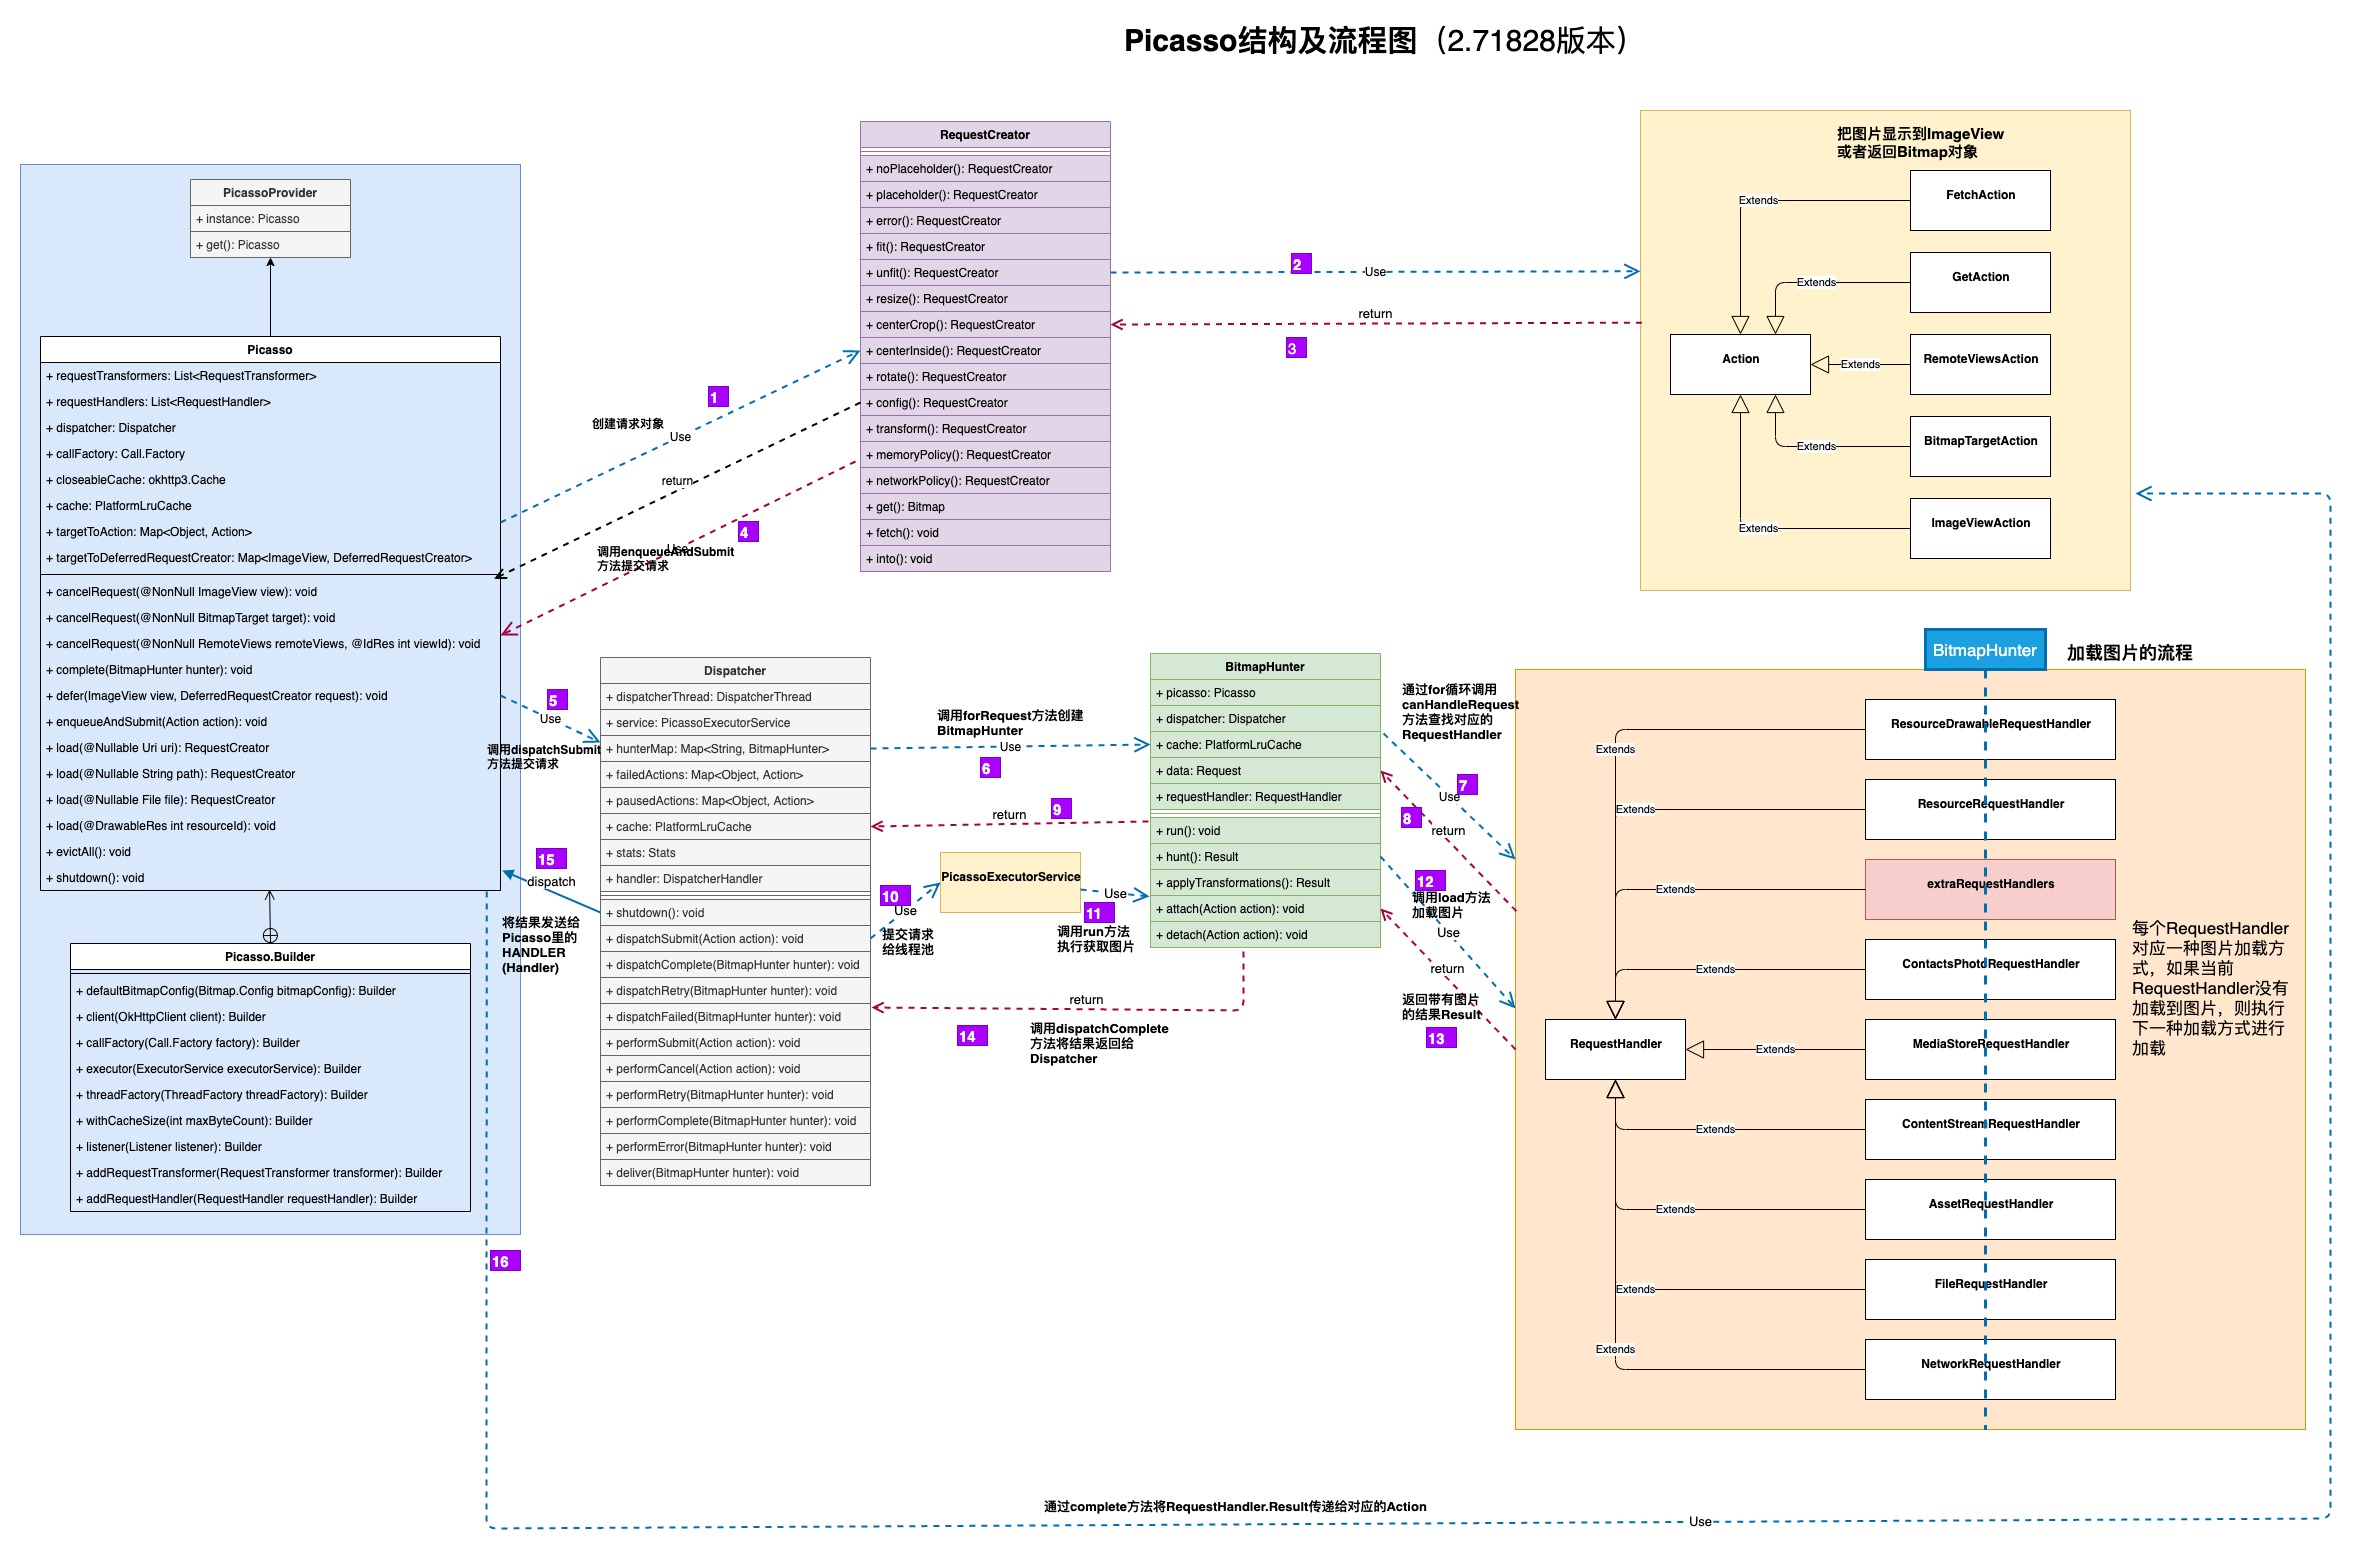 Picasso结构及流程图（2.71828版本）
PicassoProvider
+ instance: Picasso
+ get(): Picasso
Picasso
+ requestTransformers: List<RequestTransformer>
+ requestHandlers: List<RequestHandler>
+ dispatcher: Dispatcher
+ callFactory: Call.Factory
+ closeableCache: okhttp3.Cache
+ cache: PlatformLruCache
+ targetToAction: Map<Object, Action>
+ targetToDeferredRequestCreator: Map<ImageView, DeferredRequestCreator>
+ cancelRequest(@NonNull ImageView view): void
+ cancelRequest(@NonNull BitmapTarget target): void
+ cancelRequest(@NonNull RemoteViews remoteViews, @IdRes int viewId): void
+ complete(BitmapHunter hunter): void
+ defer(ImageView view, DeferredRequestCreator request): void
+ enqueueAndSubmit(Action action): void
+ load(@Nullable Uri uri): RequestCreator
+ load(@Nullable String path): RequestCreator
+ load(@Nullable File file): RequestCreator
+ load(@DrawableRes int resourceId): void
+ evictAll(): void
+ shutdown(): void
Picasso.Builder
+ defaultBitmapConfig(Bitmap.Config bitmapConfig): Builder
+ client(OkHttpClient client): Builder
+ callFactory(Call.Factory factory): Builder
+ executor(ExecutorService executorService): Builder
+ threadFactory(ThreadFactory threadFactory): Builder
+ withCacheSize(int maxByteCount): Builder
+ listener(Listener listener): Builder
+ addRequestTransformer(RequestTransformer transformer): Builder
+ addRequestHandler(RequestHandler requestHandler): Builder
1
创建请求对象
Use
return
4
Use
调用enqueueAndSubmit
方法提交请求
RequestCreator
+ noPlaceholder(): RequestCreator
+ placeholder(): RequestCreator
+ error(): RequestCreator
+ fit(): RequestCreator
+ unfit(): RequestCreator
+ resize(): RequestCreator
+ centerCrop(): RequestCreator
+ centerInside(): RequestCreator
+ rotate(): RequestCreator
+ config(): RequestCreator
+ transform(): RequestCreator
+ memoryPolicy(): RequestCreator
+ networkPolicy(): RequestCreator
+ get(): Bitmap
+ fetch(): void
+ into(): void
2
Use
return
3
把图片显示到ImageView
或者返回Bitmap对象
Extends
FetchAction
Extends
GetAction
Action
Extends
RemoteViewsAction
Extends
BitmapTargetAction
Extends
ImageViewAction
5
Use
调用dispatchSubmit
方法提交请求
15
dispatch
将结果发送给
Picasso里的
HANDLER
(Handler)
Dispatcher
+ dispatcherThread: DispatcherThread
+ service: PicassoExecutorService
+ hunterMap: Map<String, BitmapHunter>
+ failedActions: Map<Object, Action>
+ pausedActions: Map<Object, Action>
+ cache: PlatformLruCache
+ stats: Stats
+ handler: DispatcherHandler
+ shutdown(): void
+ dispatchSubmit(Action action): void
+ dispatchComplete(BitmapHunter hunter): void
+ dispatchRetry(BitmapHunter hunter): void
+ dispatchFailed(BitmapHunter hunter): void
+ performSubmit(Action action): void
+ performCancel(Action action): void
+ performRetry(BitmapHunter hunter): void
+ performComplete(BitmapHunter hunter): void
+ performError(BitmapHunter hunter): void
+ deliver(BitmapHunter hunter): void
调用forRequest方法创建
BitmapHunter
Use
6
9
return
10
Use
提交请求
给线程池
PicassoExecutorService
Use
11
调用run方法
执行获取图片
return
14
调用dispatchComplete
方法将结果返回给
Dispatcher
BitmapHunter
+ picasso: Picasso
+ dispatcher: Dispatcher
+ cache: PlatformLruCache
+ data: Request
+ requestHandler: RequestHandler
+ run(): void
+ hunt(): Result
+ applyTransformations(): Result
+ attach(Action action): void
+ detach(Action action): void
通过for循环调用
canHandleRequest
方法查找对应的
RequestHandler
7
Use
8
return
12
调用load方法
加载图片
Use
return
返回带有图片
的结果Result
13
BitmapHunter
加载图片的流程
Extends
ResourceDrawableRequestHandler
Extends
ResourceRequestHandler
Extends
extraRequestHandlers
Extends
ContactsPhotoRequestHandler
RequestHandler
Extends
MediaStoreRequestHandler
Extends
ContentStreamRequestHandler
Extends
AssetRequestHandler
Extends
FileRequestHandler
Extends
NetworkRequestHandler
每个RequestHandler
对应一种图片加载方
式，如果当前
RequestHandler没有
加载到图片，则执行
下一种加载方式进行
加载
16
通过complete方法将RequestHandler.Result传递给对应的Action
Use